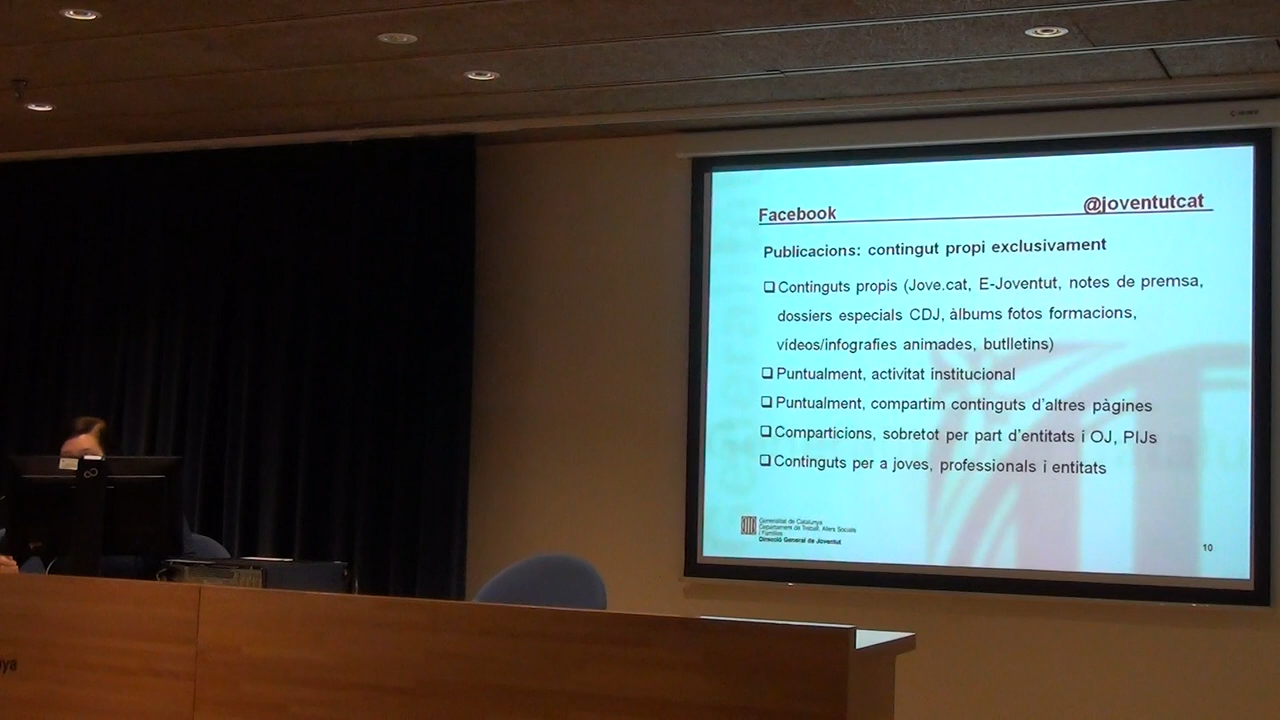 Facebook
@joventutcat
Publicacions: contingut propi exclusivament
❑Continguts propis (Jove.cat, E-Joventut, notes de premsa,
dossiers especials CDJ, àlbums fotos formacions,
vídeos/infografies animades, butlletins)
❑Puntualment, activitat institucional
❑Puntualment, compartim continguts d'altres pàgines
❑Comparticions, sobretot per part d'entitats i OJ, PIJs
❑Continguts per a joves, professionals i entitats
Generalitat de Catalunya
Departament de Treball, Afers Socials
i Famílies
Direcció General de Joventut
10